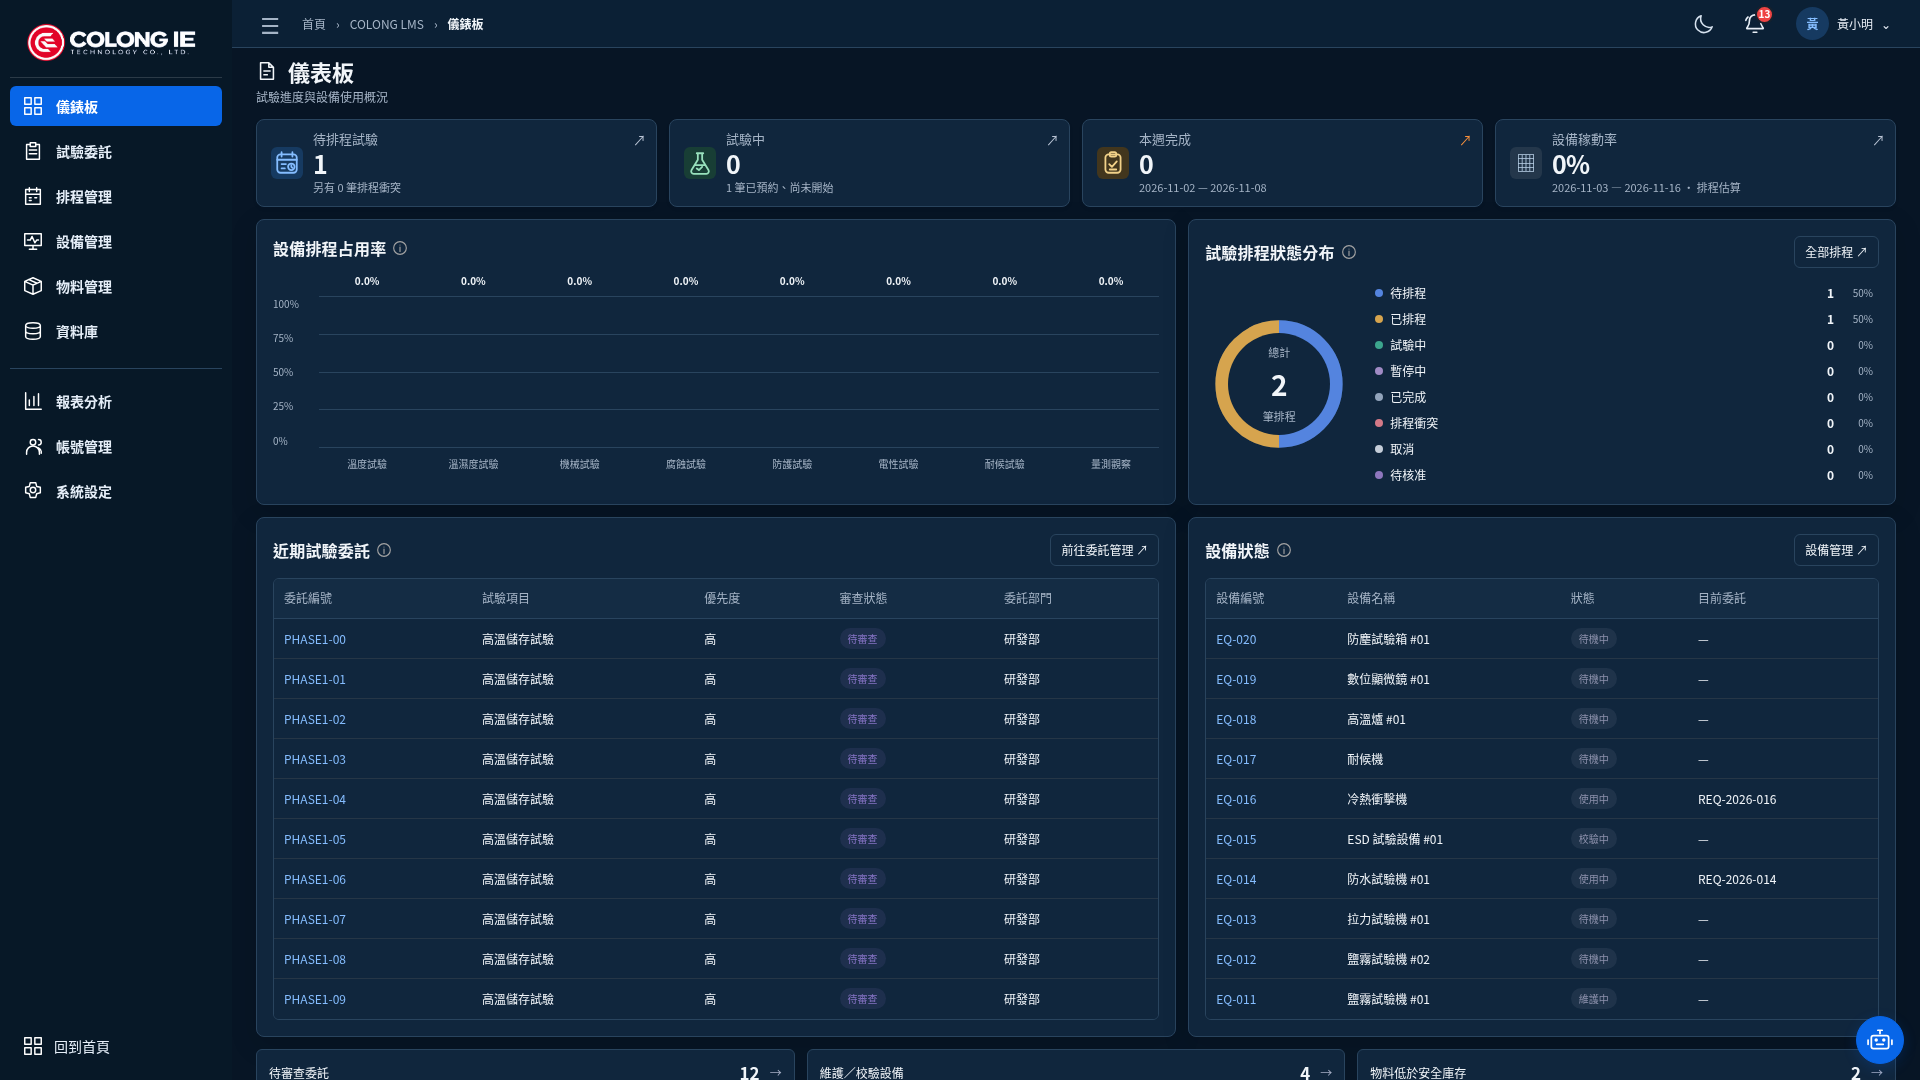 COLONG IE
TECHNOLOGY CO., LTD.
儀錶板
試驗委託
排程管理
設備管理
物料管理
資料庫
報表分析
帳號管理
系統設定
回到首頁
首頁 › COLONG LMS › 儀錶板
13
黃 黃小明
儀表板
試驗進度與設備使用概況
待排程試驗
1
另有 0 筆排程衝突
試驗中
0
1 筆已預約、尚未開始
本週完成
0
2026-11-02 — 2026-11-08
設備稼動率
0%
2026-11-03 — 2026-11-16 · 排程估算
設備排程占用率
0.0% 0.0% 0.0% 0.0% 0.0% 0.0% 0.0% 0.0%
100%
75%
50%
25%
0%
溫度試驗 溫濕度試驗 機械試驗 腐蝕試驗 防護試驗 電性試驗 耐候試驗 量測觀察
試驗排程狀態分布
全部排程 ↗
總計
2
筆排程
待排程 1 50%
已排程 1 50%
試驗中 0 0%
暫停中 0 0%
已完成 0 0%
排程衝突 0 0%
取消 0 0%
待核准 0 0%
近期試驗委託
前往委託管理 ↗
委託編號 試驗項目 優先度 審查狀態 委託部門
PHASE1-00 高溫儲存試驗 高 待審查 研發部
PHASE1-01 高溫儲存試驗 高 待審查 研發部
PHASE1-02 高溫儲存試驗 高 待審查 研發部
PHASE1-03 高溫儲存試驗 高 待審查 研發部
PHASE1-04 高溫儲存試驗 高 待審查 研發部
PHASE1-05 高溫儲存試驗 高 待審查 研發部
PHASE1-06 高溫儲存試驗 高 待審查 研發部
PHASE1-07 高溫儲存試驗 高 待審查 研發部
PHASE1-08 高溫儲存試驗 高 待審查 研發部
PHASE1-09 高溫儲存試驗 高 待審查 研發部
設備狀態
設備管理 ↗
設備編號 設備名稱 狀態 目前委託
EQ-020 防塵試驗箱 #01 待機中 —
EQ-019 數位顯微鏡 #01 待機中 —
EQ-018 高溫爐 #01 待機中 —
EQ-017 耐候機 待機中 —
EQ-016 冷熱衝擊機 使用中 REQ-2026-016
EQ-015 ESD 試驗設備 #01 校驗中 —
EQ-014 防水試驗機 #01 使用中 REQ-2026-014
EQ-013 拉力試驗機 #01 待機中 —
EQ-012 鹽霧試驗機 #02 待機中 —
EQ-011 鹽霧試驗機 #01 維護中 —
待審查委託 12 →
維護／校驗設備 4 →
物料低於安全庫存 2 →